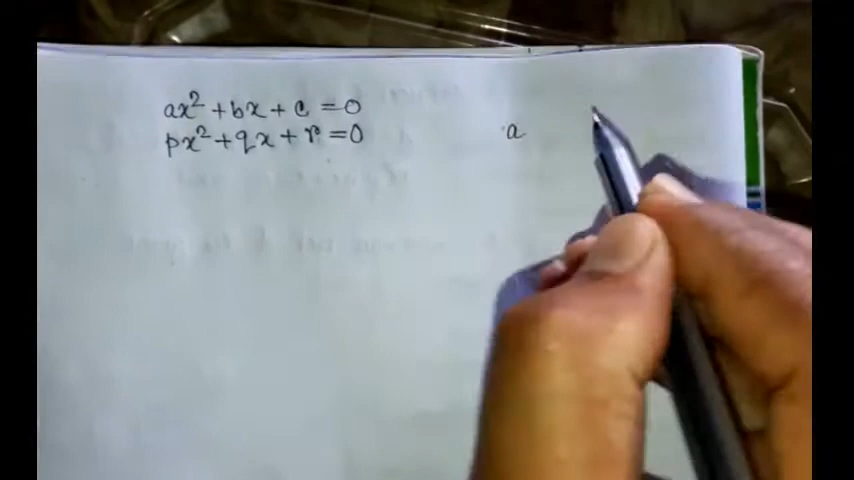 ax² + bx + c = 0
px² + qx + r = 0
a